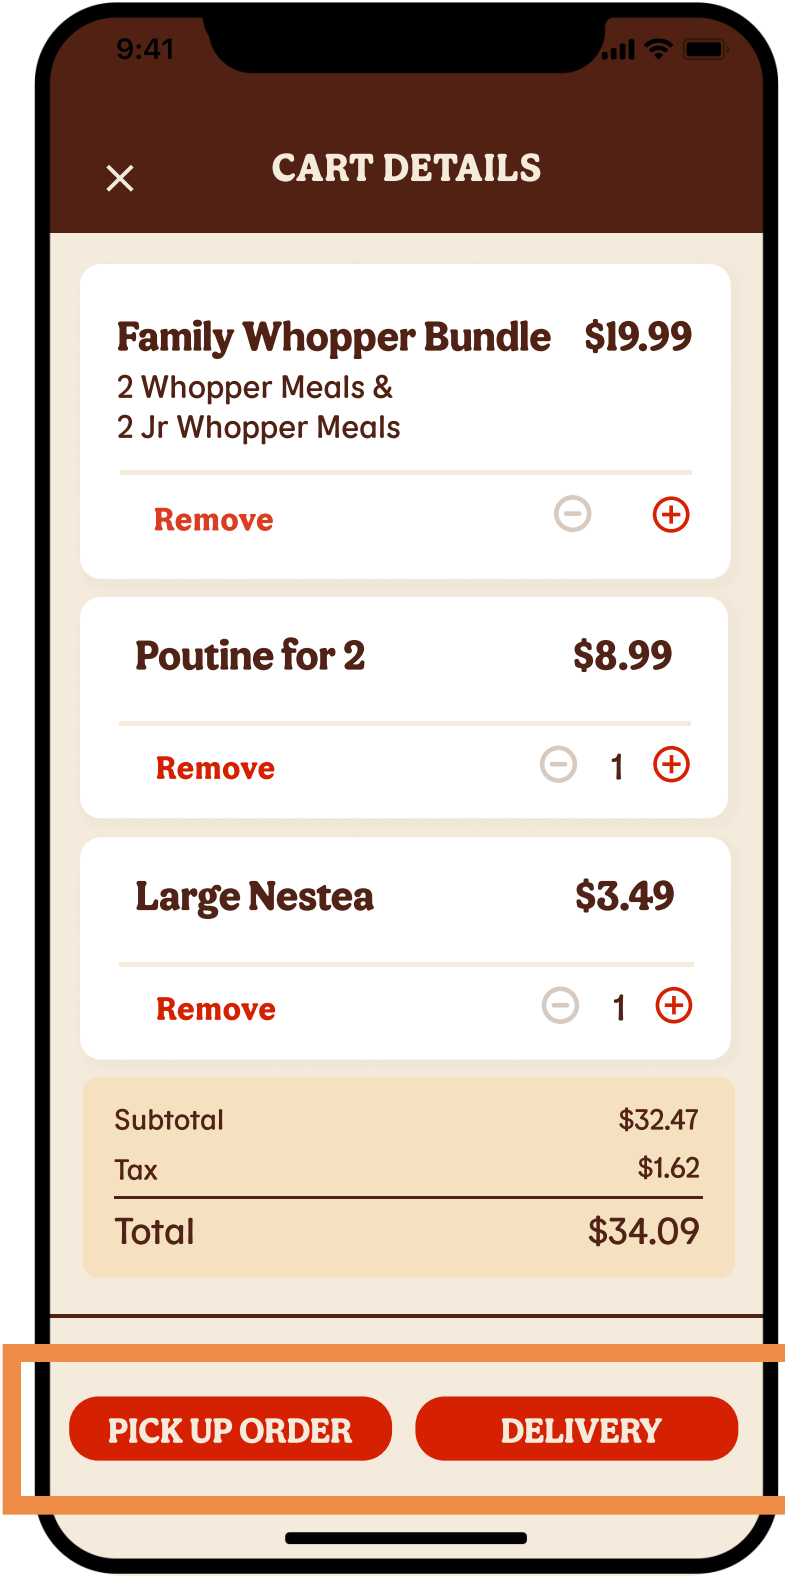 9:41
CART DETAILS
Family Whopper Bundle $19.99
2 Whopper Meals &
2 Jr Whopper Meals
Remove
Poutine for 2 $8.99
Remove 1
Large Nestea $3.49
Remove 1
Subtotal $32.47
Tax $1.62
Total $34.09
PICK UP ORDER DELIVERY